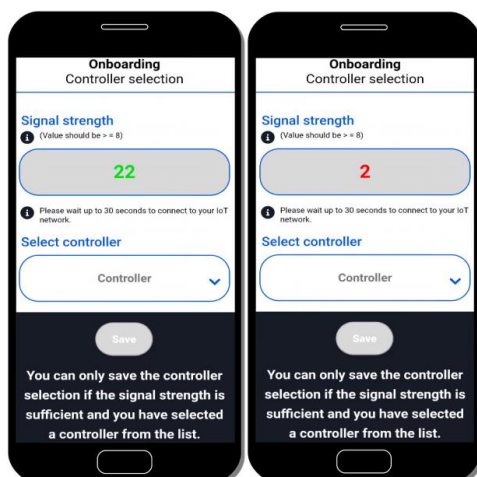 Onboarding
Controller selection
Signal strength
(Value should be > = 8)
22
Please wait up to 30 seconds to connect to your IoT
network.
Select controller
Controller
Save
You can only save the controller
selection if the signal strength is
sufficient and you have selected
a controller from the list.
Onboarding
Controller selection
Signal strength
(Value should be > = 8)
2
Please wait up to 30 seconds to connect to your IoT
network.
Select controller
Controller
Save
You can only save the controller
selection if the signal strength is
sufficient and you have selected
a controller from the list.